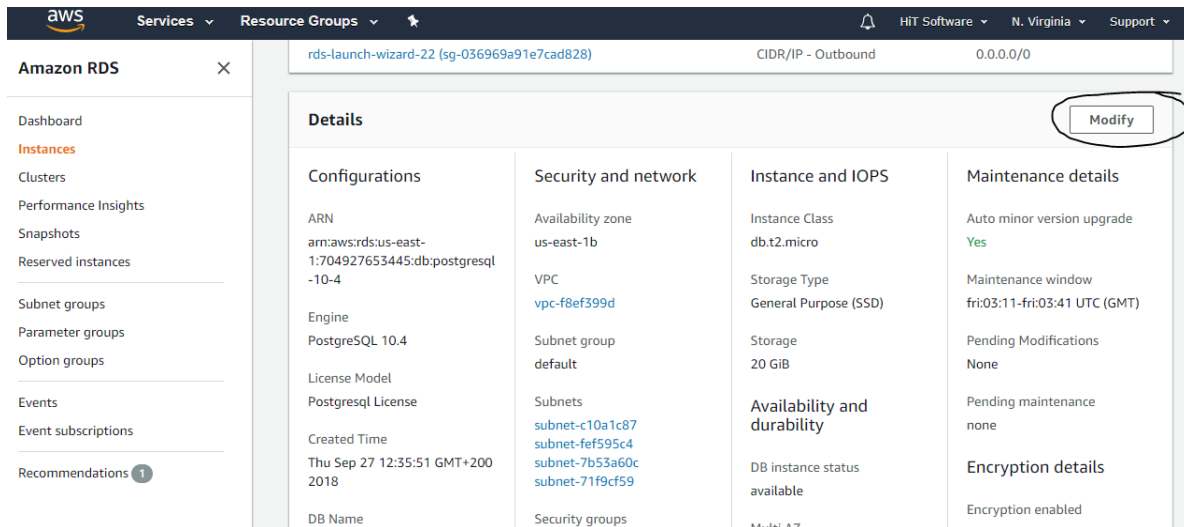 aws
Services
Resource Groups
HiT Software
N. Virginia
Support
Amazon RDS
Dashboard
Instances
Clusters
Performance Insights
Snapshots
Reserved instances
Subnet groups
Parameter groups
Option groups
Events
Event subscriptions
Recommendations 1
rds-launch-wizard-22 (sg-036969a91e7cad828)
CIDR/IP - Outbound
0.0.0.0/0
Details
Modify
Configurations
ARN
arn:aws:rds:us-east-
1:704927653445:db:postgresql
-10-4
Engine
PostgreSQL 10.4
License Model
Postgresql License
Created Time
Thu Sep 27 12:35:51 GMT+200
2018
DB Name
Security and network
Availability zone
us-east-1b
VPC
vpc-f8ef399d
Subnet group
default
Subnets
subnet-c10a1c87
subnet-fef595c4
subnet-7b53a60c
subnet-71f9cf59
Security groups
Instance and IOPS
Instance Class
db.t2.micro
Storage Type
General Purpose (SSD)
Storage
20 GiB
Availability and
durability
DB instance status
available
Multi AZ
Maintenance details
Auto minor version upgrade
Yes
Maintenance window
fri:03:11-fri:03:41 UTC (GMT)
Pending Modifications
None
Pending maintenance
none
Encryption details
Encryption enabled